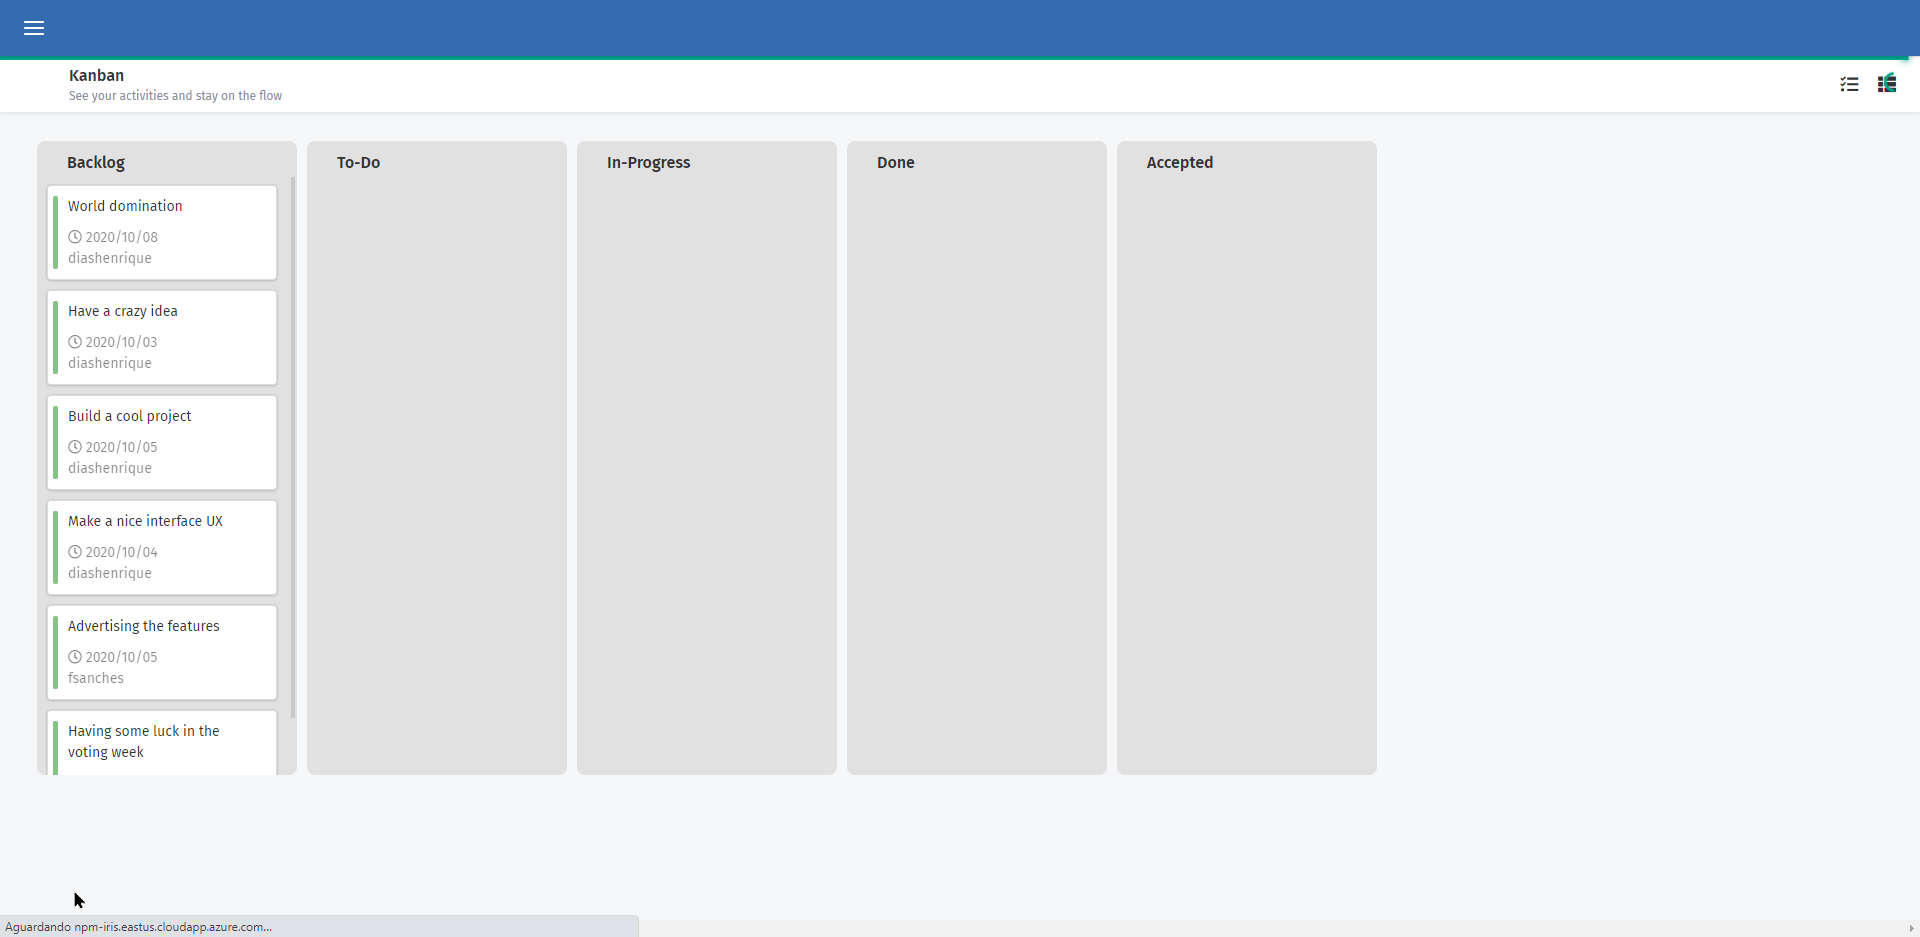 Kanban
See your activities and stay on the flow
Backlog
To-Do
In-Progress
Done
Accepted
World domination
2020/10/08
diashenrique
Have a crazy idea
2020/10/03
diashenrique
Build a cool project
2020/10/05
diashenrique
Make a nice interface UX
2020/10/04
diashenrique
Advertising the features
2020/10/05
fsanches
Having some luck in the
voting week
Aguardando npm-iris.eastus.cloudapp.azure.com...